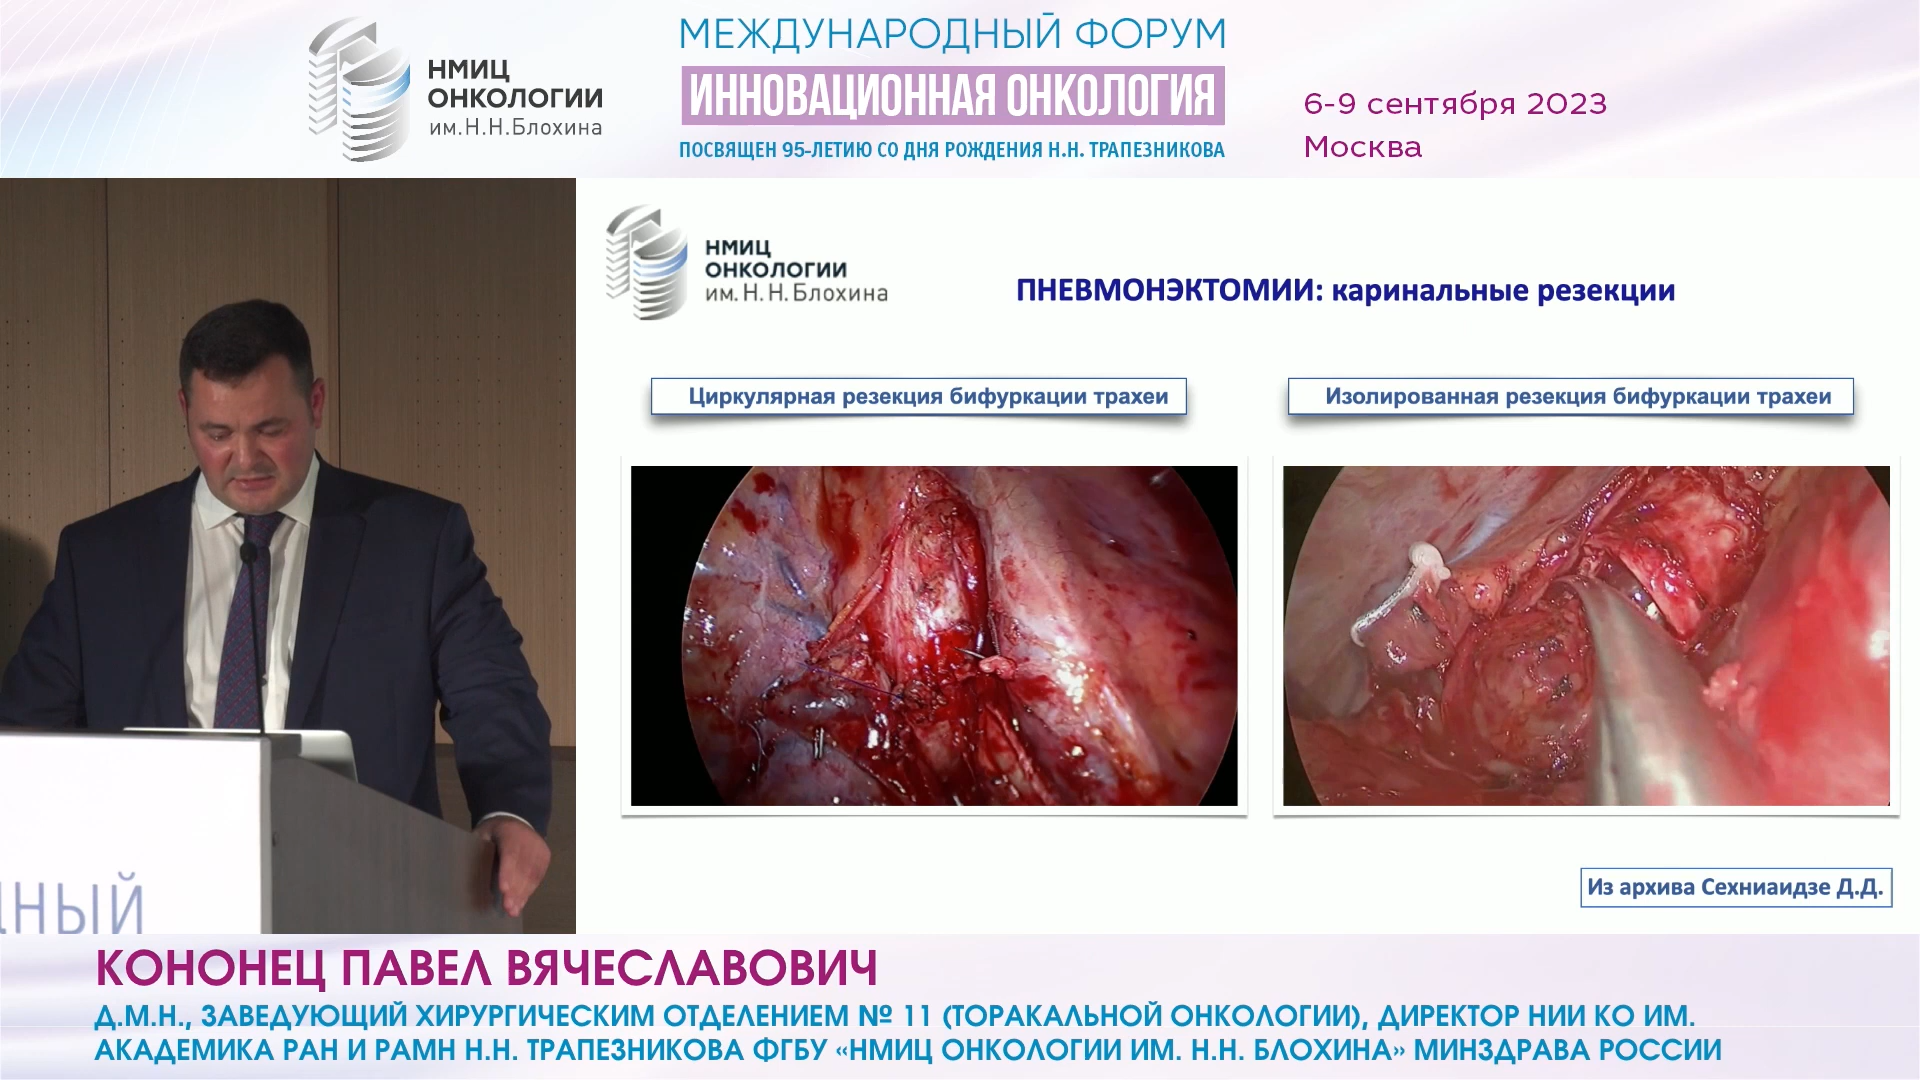 НМИЦ
ОНКОЛОГИИ
им.Н.Н.Блохина
МЕЖДУНАРОДНЫЙ ФОРУМ
ИННОВАЦИОННАЯ ОНКОЛОГИЯ
ПОСВЯЩЕН 95-ЛЕТИЮ СО ДНЯ РОЖДЕНИЯ Н.Н. ТРАПЕЗНИКОВА
6-9 сентября 2023
Москва
НМИЦ
ОНКОЛОГИИ
им. Н. Н. Блохина
ПНЕВМОНЭКТОМИИ: каринальные резекции
Циркулярная резекция бифуркации трахеи
Изолированная резекция бифуркации трахеи
Из архива Сехниаидзе Д.Д.
ДНЫЙ
КОНОНЕЦ ПАВЕЛ ВЯЧЕСЛАВОВИЧ
Д.М.Н., ЗАВЕДУЮЩИЙ ХИРУРГИЧЕСКИМ ОТДЕЛЕНИЕМ № 11 (ТОРАКАЛЬНОЙ ОНКОЛОГИИ), ДИРЕКТОР НИИ КО ИМ.
АКАДЕМИКА РАН И РАМН Н.Н. ТРАПЕЗНИКОВА ФГБУ «НМИЦ ОНКОЛОГИИ ИМ. Н.Н. БЛОХИНА» МИНЗДРАВА РОССИИ